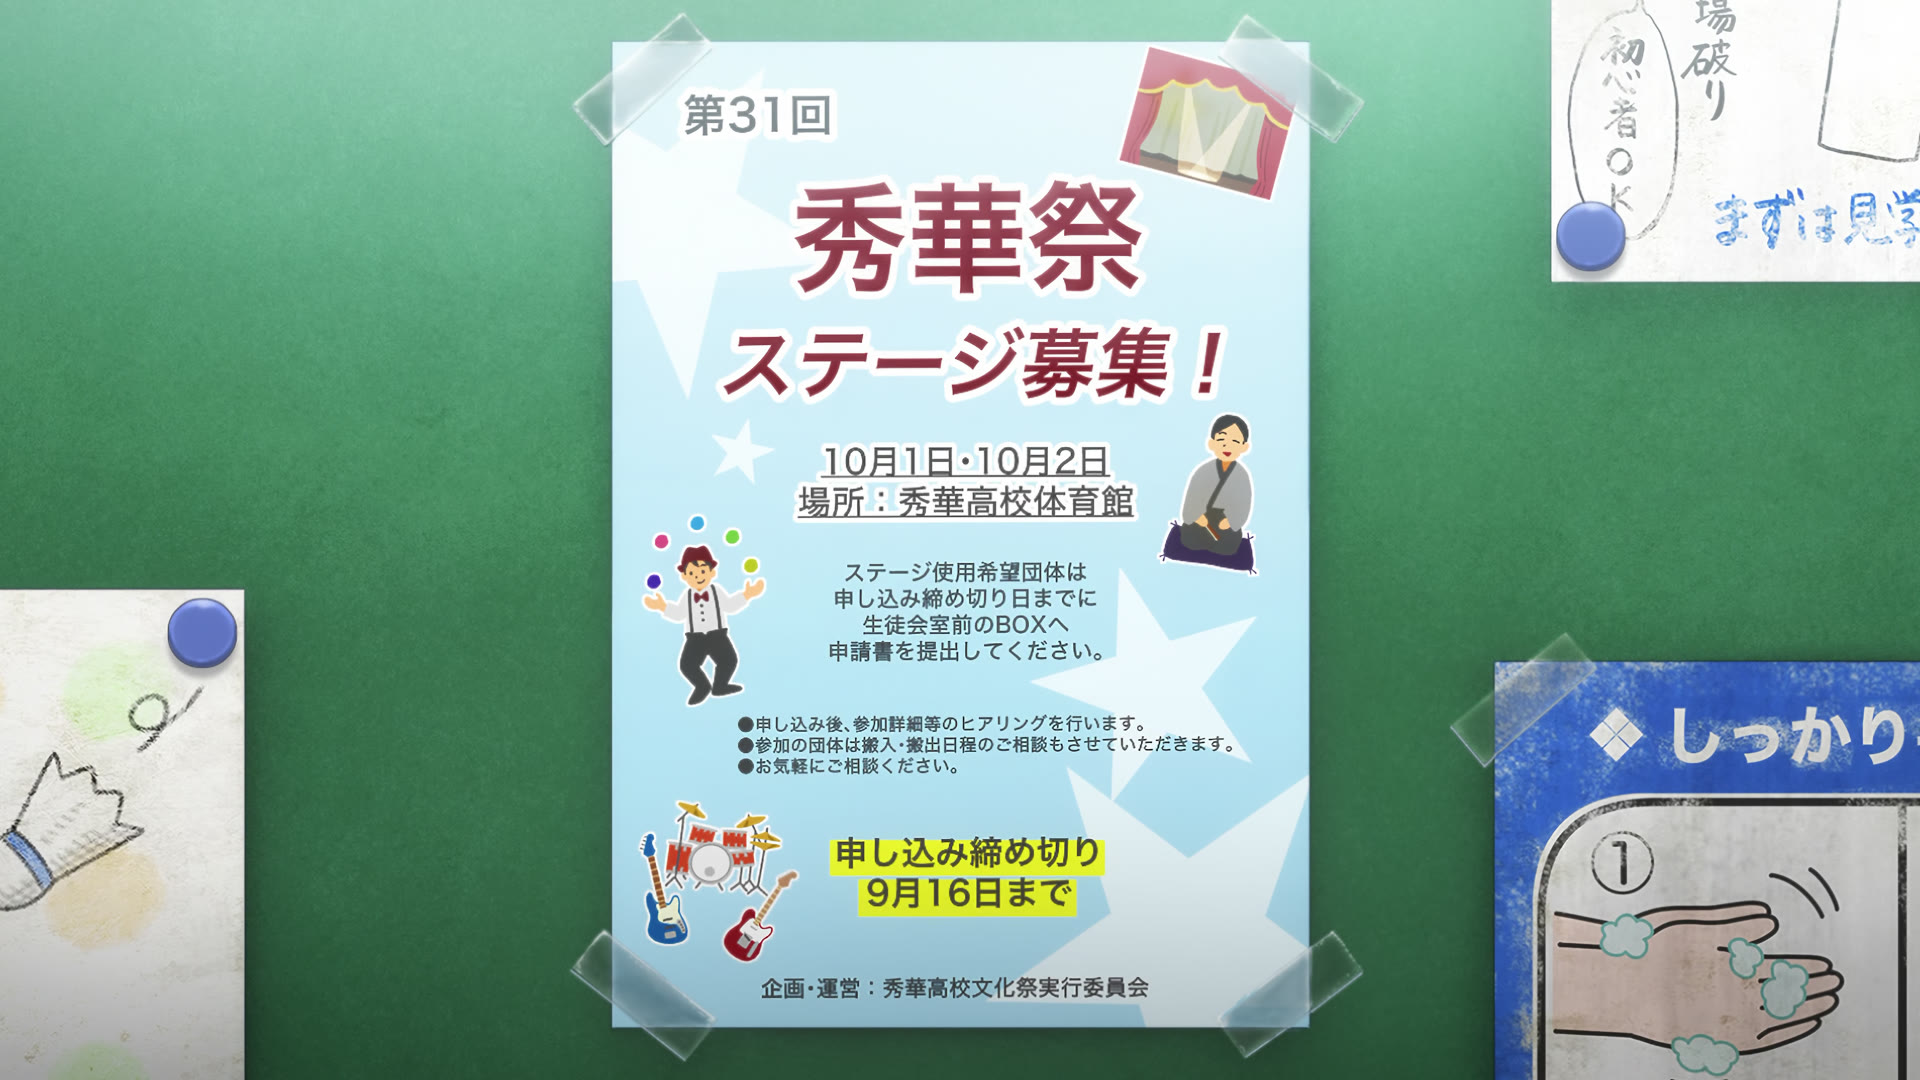 第31回
秀華祭
ステージ募集！
10月1日･10月2日
場所：秀華高校体育館
ステージ使用希望団体は
申し込み締め切り日までに
生徒会室前のBOXへ
申請書を提出してください。
●申し込み後､参加詳細等のヒアリングを行います。
●参加の団体は搬入･搬出日程のご相談もさせていただきます。
●お気軽にご相談ください。
申し込み締め切り
9月16日まで
企画･運営：秀華高校文化祭実行委員会
場破り
初心者OK
まずは見学
❖ しっかり
①